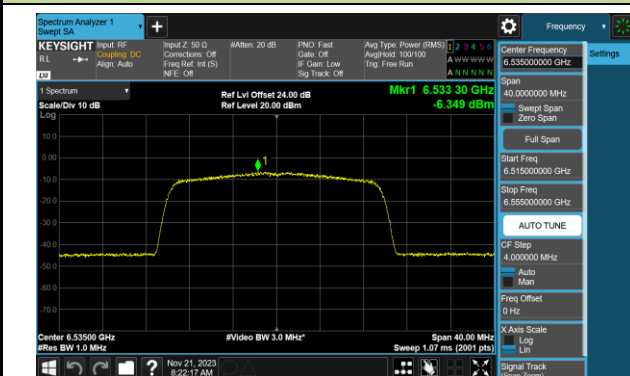 Spectrum Analyzer 1
Swept SA
Frequency
KEYSIGHT
Input: RF
Input Z: 50 Ω
#Atten: 20 dB
PNO: Fast
Avg Type: Power (RMS)
1 2 3 4 5 6
RL
Coupling: DC
Corrections: Off
Gate: Off
Avg|Hold: 100/100
A W W W W W
Align: Auto
Freq Ref: Int (S)
IF Gain: Low
Trig: Free Run
NFE: Off
Sig Track: Off
A N N N N N
LXI
1 Spectrum
Scale/Div 10 dB
Log
Ref Lvl Offset 24.00 dB
Ref Level 20.00 dBm
Mkr1 6.533 30 GHz
-6.349 dBm
1
10.0
0.00
-10.0
-20.0
-30.0
-40.0
-50.0
-60.0
-70.0
Center 6.53500 GHz
#Video BW 3.0 MHz*
Span 40.00 MHz
#Res BW 1.0 MHz
Sweep 1.07 ms (2001 pts)
Nov 21, 2023
8:22:17 AM
Center Frequency
6.535000000 GHz
Settings
Span
40.0000000 MHz
Swept Span
Zero Span
Full Span
Start Freq
6.515000000 GHz
Stop Freq
6.555000000 GHz
AUTO TUNE
CF Step
4.000000 MHz
Auto
Man
Freq Offset
0 Hz
X Axis Scale
Log
Lin
Signal Track
(Span Zoom)